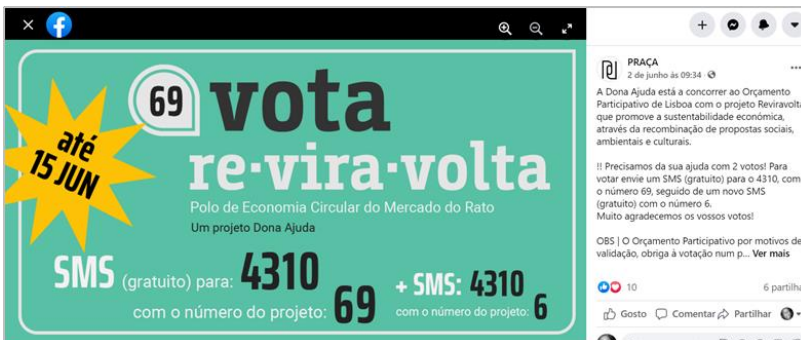 69 vota
re·vira·volta
até
15 JUN
Polo de Economia Circular do Mercado do Rato
Um projeto Dona Ajuda
SMS (gratuito) para: 4310
com o número do projeto: 69
+ SMS: 4310
com o número do projeto: 6
PRAÇA
2 de junho ás 09:34
A Dona Ajuda está a concorrer ao Orçamento
Participativo de Lisboa com o projeto Reviravolta
que promove a sustentabilidade económica,
através da recombinação de propostas sociais,
ambientais e culturais.
!! Precisamos da sua ajuda com 2 votos! Para
votar envie um SMS (gratuito) para o 4310, com
o número 69, seguido de um novo SMS
(gratuito) com o número 6.
Muito agradecemos os vossos votos!
OBS | O Orçamento Participativo por motivos de
validação, obriga à votação num p... Ver mais
10
6 partilha
Gosto Comentar Partilhar